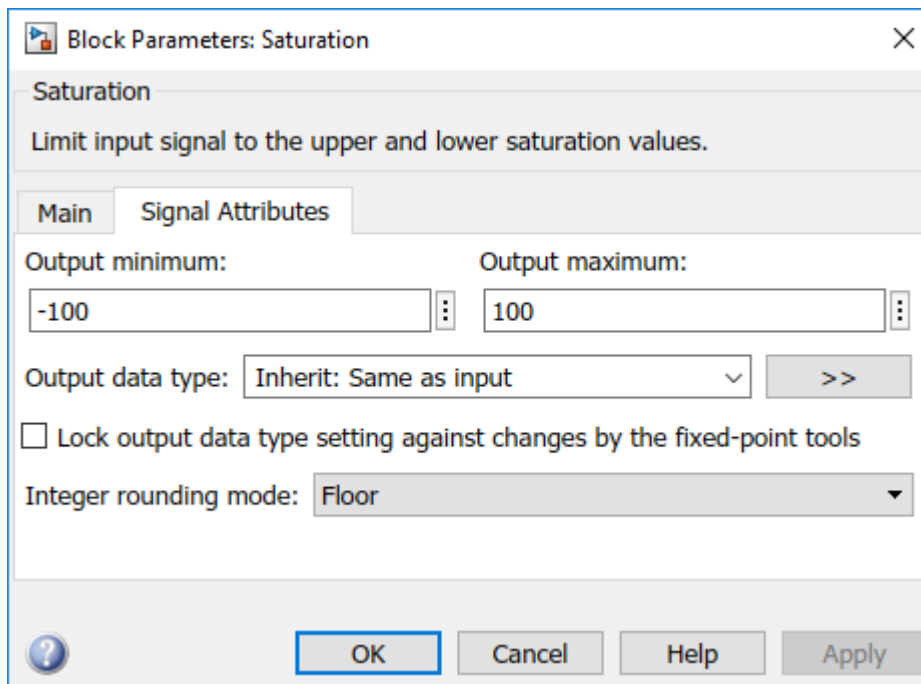 Block Parameters: Saturation
Saturation
Limit input signal to the upper and lower saturation values.
Main Signal Attributes
Output minimum: Output maximum:
-100 100
Output data type: Inherit: Same as input >>
Lock output data type setting against changes by the fixed-point tools
Integer rounding mode: Floor
? OK Cancel Help Apply